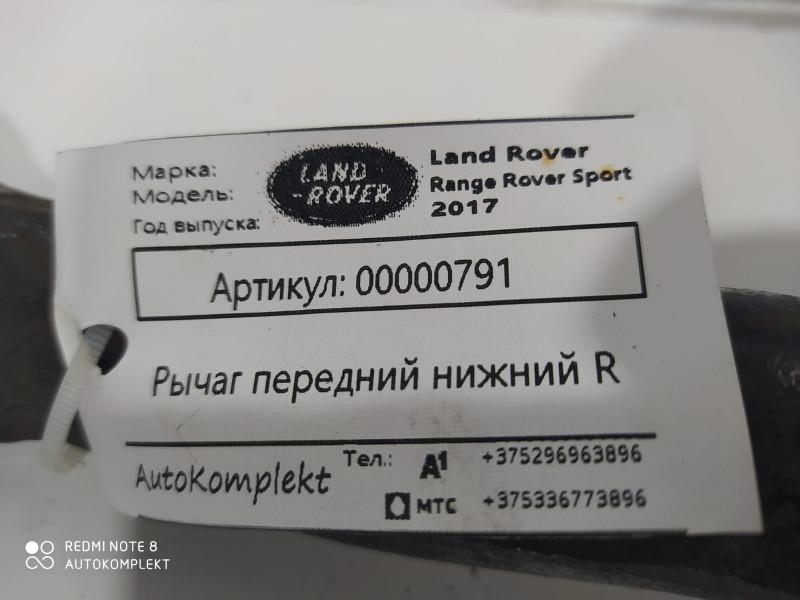 Марка: LAND Land Rover
Модель: -ROVER Range Rover Sport
Год выпуска: 2017
Артикул: 00000791
Рычаг передний нижний R
AutoKomplekt Тел.: A1 +375296963896
МТС +375336773896
REDMI NOTE 8
AUTOKOMPLEKT